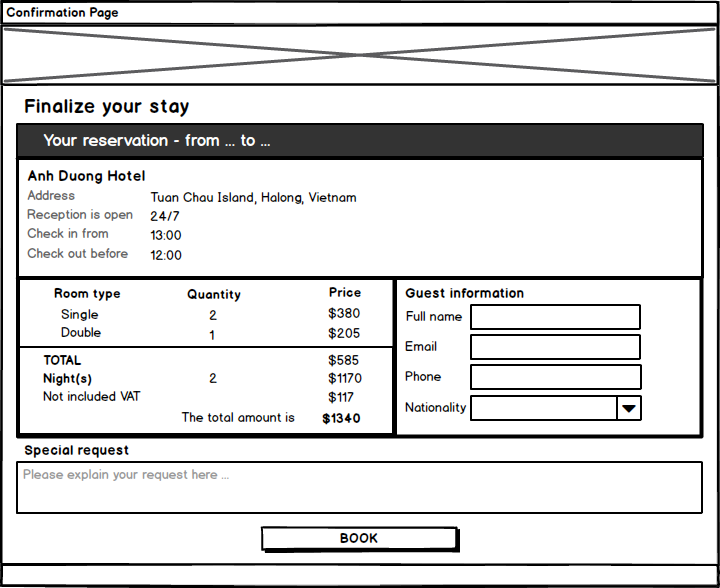 Confirmation Page
Finalize your stay
Your reservation - from ... to ...
Anh Duong Hotel
Address Tuan Chau Island, Halong, Vietnam
Reception is open 24/7
Check in from 13:00
Check out before 12:00
Room type Quantity Price
Single 2 $380
Double 1 $205
TOTAL $585
Night(s) 2 $1170
Not included VAT $117
The total amount is $1340
Guest information
Full name
Email
Phone
Nationality
Special request
Please explain your request here ...
BOOK